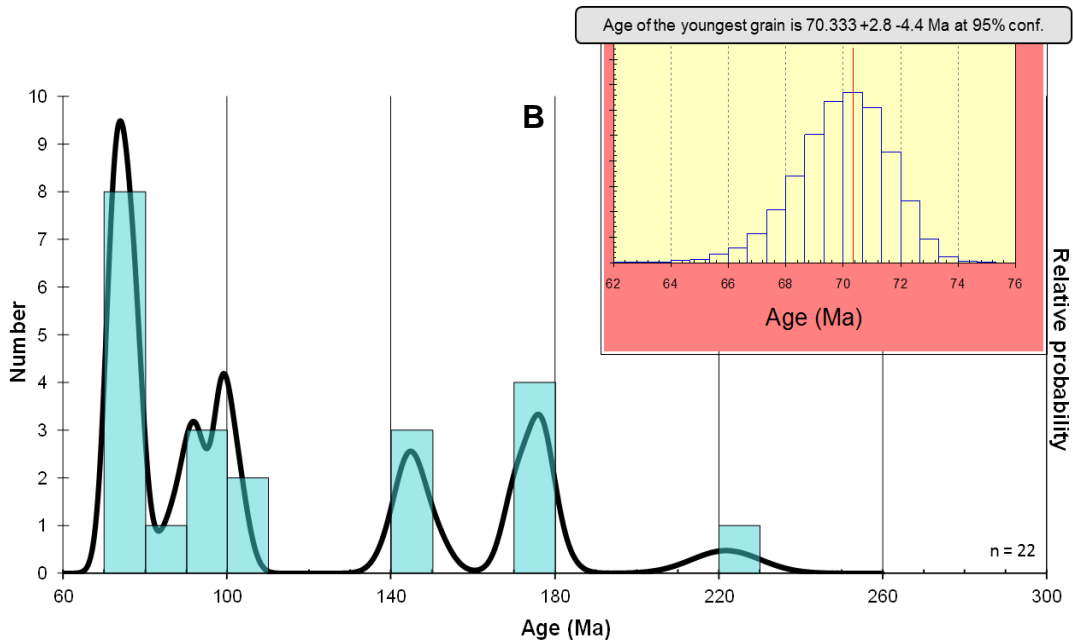 Age of the youngest grain is 70.333 +2.8 -4.4 Ma at 95% conf.
62 64 66 68 70 72 74 76
Age (Ma)
B
10
9
8
7
6
5
4
3
2
1
0
Number
Relative probability
n = 22
60 100 140 180 220 260 300
Age (Ma)